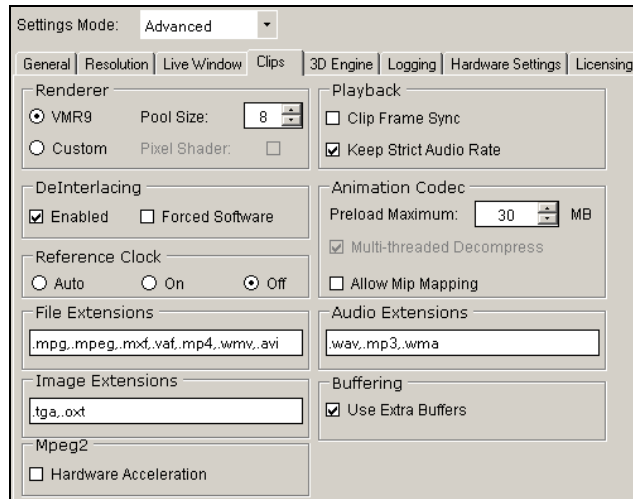 Settings Mode: Advanced
General Resolution Live Window Clips 3D Engine Logging Hardware Settings Licensing
Renderer
VMR9 Pool Size: 8
Custom Pixel Shader:
Playback
Clip Frame Sync
Keep Strict Audio Rate
DeInterlacing
Enabled Forced Software
Animation Codec
Preload Maximum: 30 MB
Multi-threaded Decompress
Allow Mip Mapping
Reference Clock
Auto On Off
File Extensions
.mpg,.mpeg,.mxf,.vaf,.mp4,.wmv,.avi
Audio Extensions
.wav,.mp3,.wma
Image Extensions
.tga,.oxt
Buffering
Use Extra Buffers
Mpeg2
Hardware Acceleration